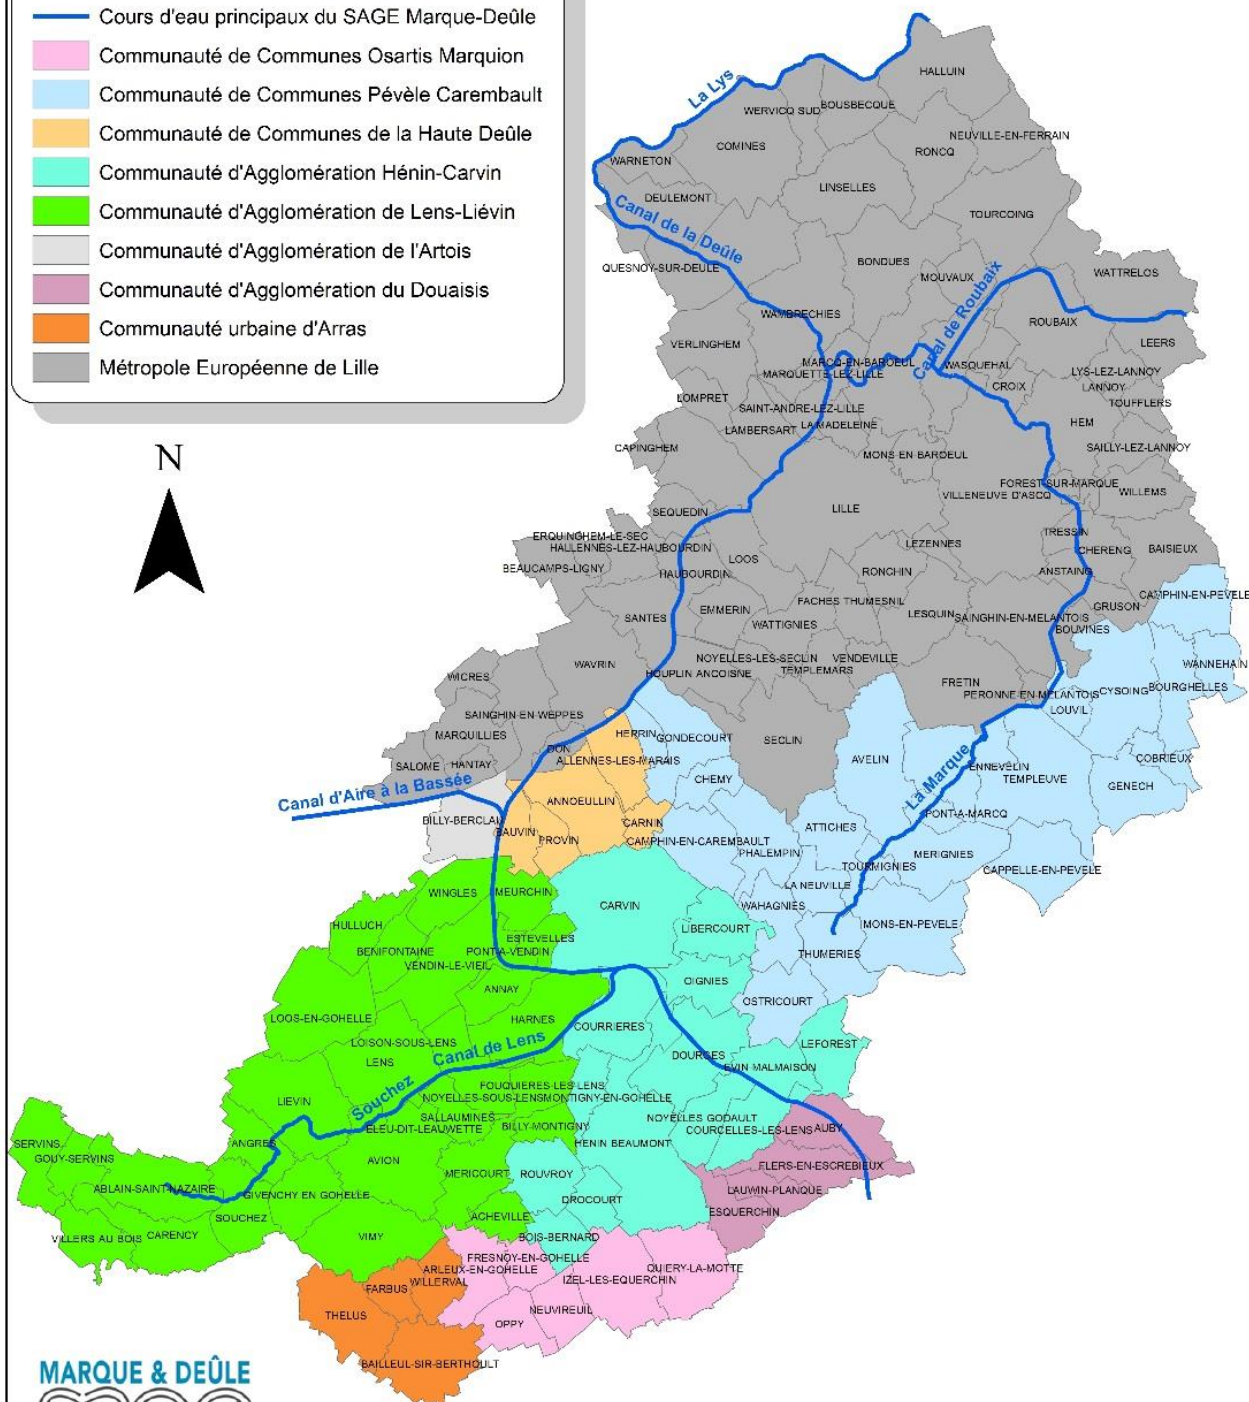 Cours d'eau principaux du SAGE Marque-Deûle
Communauté de Communes Osartis Marquion
Communauté de Communes Pévèle Carembault
Communauté de Communes de la Haute Deûle
Communauté d'Agglomération Hénin-Carvin
Communauté d'Agglomération de Lens-Liévin
Communauté d'Agglomération de l'Artois
Communauté d'Agglomération du Douaisis
Communauté urbaine d'Arras
Métropole Européenne de Lille
N
HALLUIN
La Lys
WERVICQ SUD
BOUSBECQUE
NEUVILLE-EN-FERRAIN
COMINES
RONCQ
WARNETON
LINSELLES
DEULEMONT
Canal de la Deûle
TOURCOING
BONDUES
QUESNOY-SUR-DEULE
MOUVAUX
WATTRELOS
Canal de Roubaix
WAMBRECHIES
ROUBAIX
VERLINGHEM
LEERS
MARCQ-EN-BAROEUL
MARQUETTE-LEZ-LILLE
WASQUEHAL
LYS-LEZ-LANNOY
CROIX
LANNOY
LOMPRET
TOUFFLERS
SAINT-ANDRE-LEZ-LILLE
HEM
LAMBERSART
LA MADELEINE
CAPINGHEM
SAILLY-LEZ-LANNOY
MONS-EN-BAROEUL
FOREST-SUR-MARQUE
WILLEMS
VILLENEUVE D'ASCQ
LILLE
SEQUEDIN
TRESSIN
ERQUINGHEM-LE-SEC
HALLENNES-LEZ-HAUBOURDIN
LEZENNES
CHERENG
BAISIEUX
BEAUCAMPS-LIGNY
LOOS
HAUBOURDIN
RONCHIN
ANSTAING
CAMPHIN-EN-PEVELE
FACHES THUMESNIL
GRUSON
EMMERIN
SANTES
LESQUIN
SAINGHIN-EN-MELANTOIS
WATTIGNIES
BOUVINES
NOYELLES-LES-SECLIN
VENDEVILLE
WAVRIN
TEMPLEMARS
WANNEHAIN
HOUPLIN ANCOISNE
WICRES
FRETIN
CYSOING
BOURGHELLES
PERONNE-EN-MELANTOIS
LOUVIL
SAINGHIN-EN-WEPPES
MARQUILLIES
HERRIN
GONDECOURT
SECLIN
DON
ALLENNES-LES-MARAIS
AVELIN
SALOME
HANTAY
ENNEVELIN
COBRIEUX
CHEMY
TEMPLEUVE
La Marque
GENECH
Canal d'Aire à la Bassée
ANNOEULLIN
PONT-A-MARCQ
BILLY-BERCLAU
CARNIN
ATTICHES
BAUVIN
PROVIN
CAMPHIN-EN-CAREMBAULT
PHALEMPIN
MERIGNIES
TOURMIGNIES
CAPPELLE-EN-PEVELE
LA NEUVILLE
WINGLES
MEURCHIN
CARVIN
WAHAGNIES
MONS-EN-PEVELE
HULLUCH
LIBERCOURT
ESTEVELLES
BENIFONTAINE
PONT-A-VENDIN
THUMERIES
VENDIN-LE-VIEIL
OIGNIES
ANNAY
OSTRICOURT
LOOS-EN-GOHELLE
HARNES
COURRIERES
LOISON-SOUS-LENS
Canal de Lens
LEFOREST
LENS
DOURGES
EVIN-MALMAISON
Souchez
FOUQUIERES-LES-LENS
NOYELLES-SOUS-LENS
MONTIGNY-EN-GOHELLE
LIEVIN
SALLAUMINES
NOYELLES GODAULT
ELEU-DIT-LEAUWETTE
BILLY-MONTIGNY
COURCELLES-LES-LENS
AUBY
SERVINS
ANGRES
HENIN BEAUMONT
GOUY-SERVINS
AVION
FLERS-EN-ESCREBIEUX
MERICOURT
ROUVROY
ABLAIN-SAINT-NAZAIRE
GIVENCHY EN GOHELLE
LAUWIN-PLANQUE
DROCOURT
ESQUERCHIN
SOUCHEZ
ACHEVILLE
VILLERS AU BOIS
CARENCY
VIMY
BOIS-BERNARD
FRESNOY-EN-GOHELLE
ARLEUX-EN-GOHELLE
QUIERY-LA-MOTTE
WILLERVAL
IZEL-LES-EQUERCHIN
FARBUS
THELUS
NEUVIREUIL
OPPY
BAILLEUL-SIR-BERTHOULT
MARQUE & DEÛLE